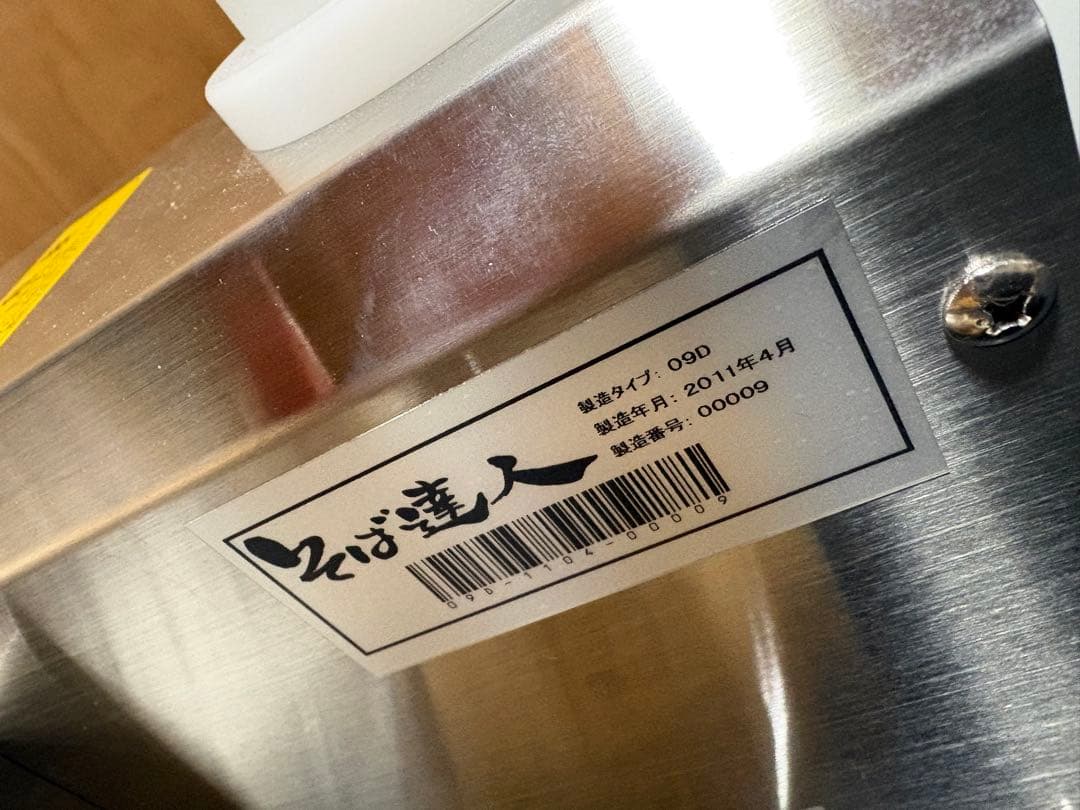 製造タイプ: 09D
製造年月: 2011年4月
製造番号: 00009
そば達人
09D-1104-00009